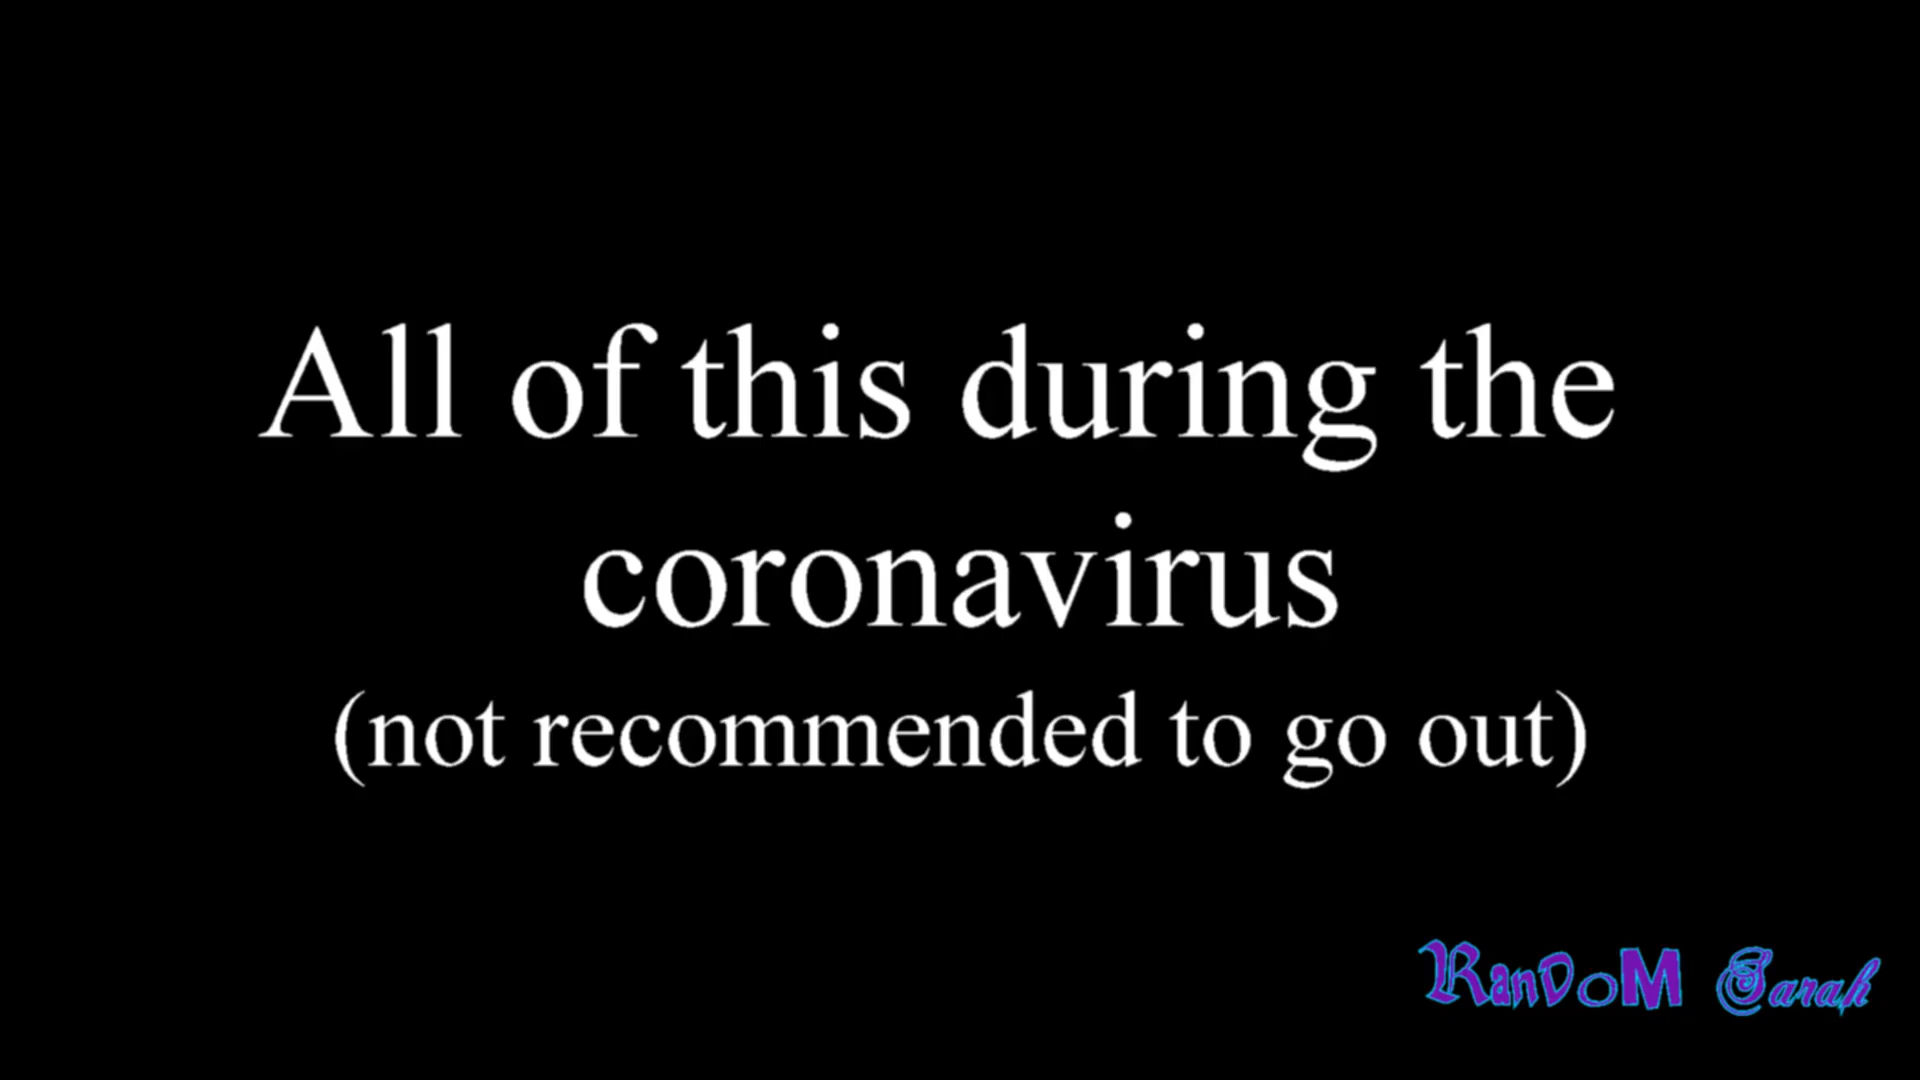 All of this during the
coronavirus
(not recommended to go out)
RanDoM Sarah